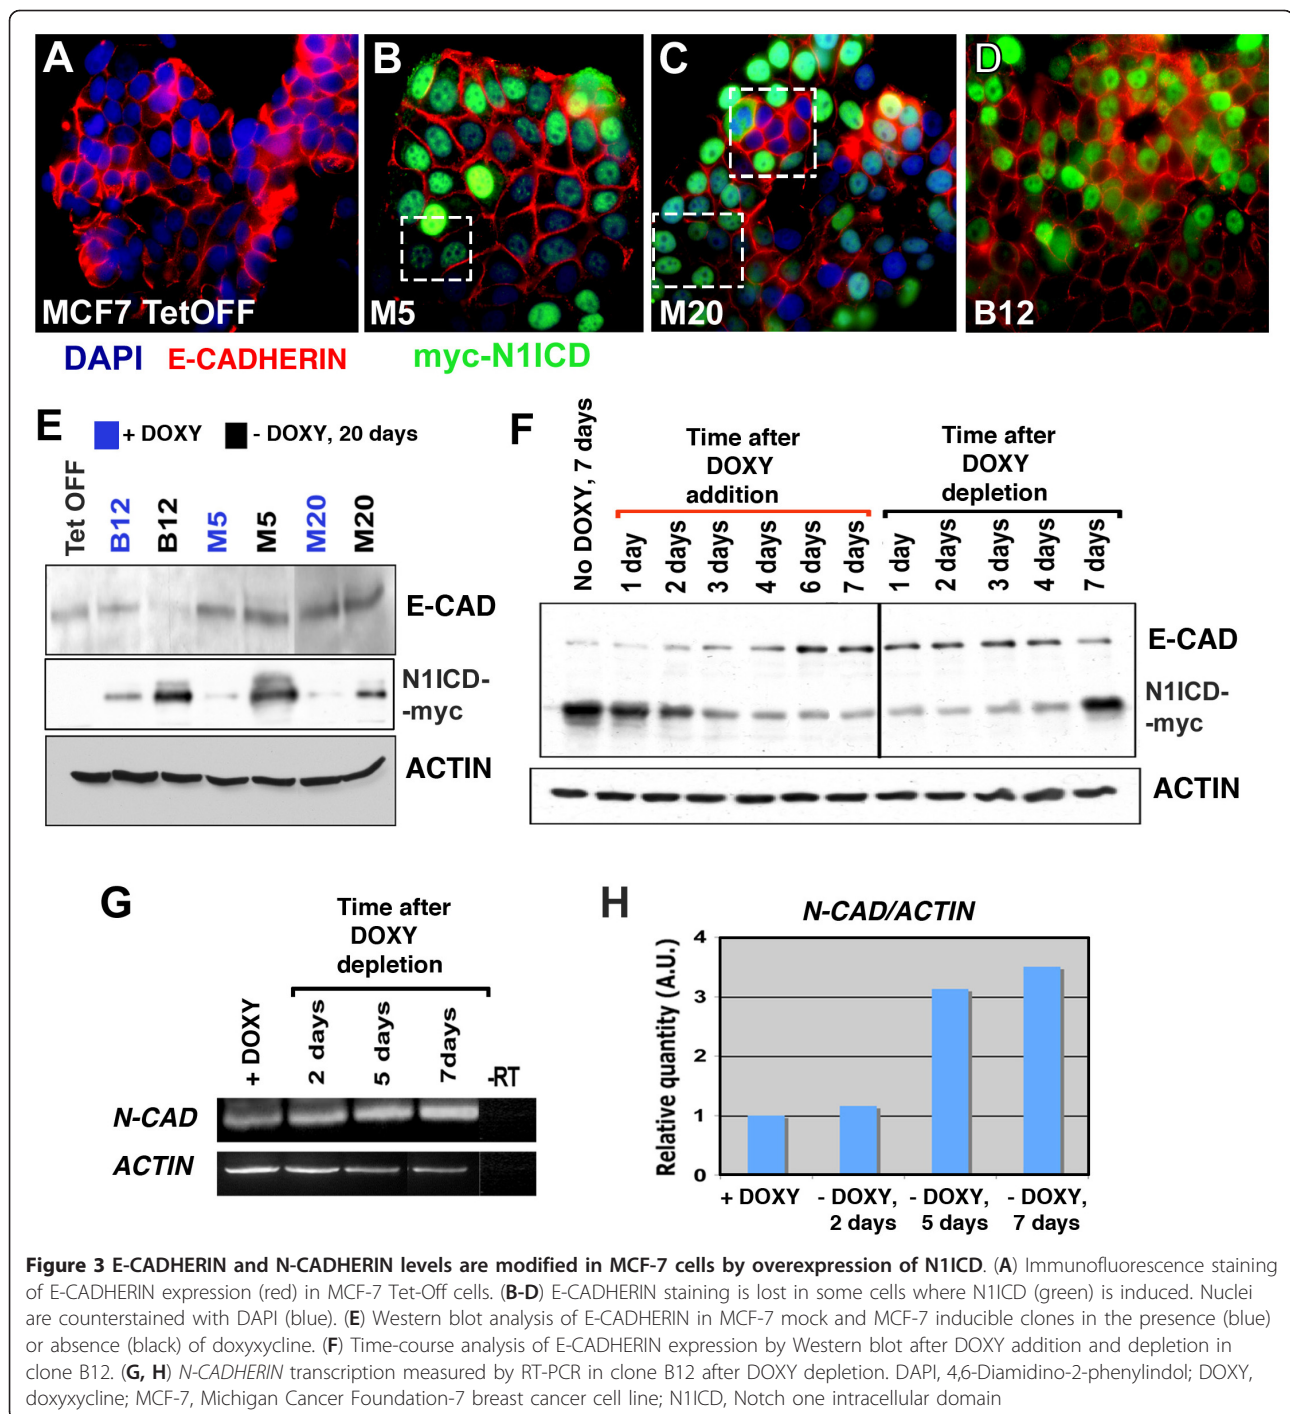 A
B
C
D
MCF7 TetOFF
M5
M20
B12
DAPI E-CADHERIN
myc-N1ICD
E
+ DOXY
- DOXY, 20 days
Tet OFF
B12
B12
M5
M5
M20
M20
E-CAD
N1ICD-
-myc
ACTIN
F
No DOXY, 7 days
Time after
DOXY
addition
1 day
2 days
3 days
4 days
6 days
7 days
Time after
DOXY
depletion
1 day
2 days
3 days
4 days
7 days
E-CAD
N1ICD-
-myc
ACTIN
G
Time after
DOXY
depletion
+ DOXY
2 days
5 days
7days
-RT
N-CAD
ACTIN
H
N-CAD/ACTIN
Relative quantity (A.U.)
4
3
2
1
0
+ DOXY
- DOXY,
2 days
- DOXY,
5 days
- DOXY,
7 days
Figure 3 E-CADHERIN and N-CADHERIN levels are modified in MCF-7 cells by overexpression of N1ICD. (A) Immunofluorescence staining
of E-CADHERIN expression (red) in MCF-7 Tet-Off cells. (B-D) E-CADHERIN staining is lost in some cells where N1ICD (green) is induced. Nuclei
are counterstained with DAPI (blue). (E) Western blot analysis of E-CADHERIN in MCF-7 mock and MCF-7 inducible clones in the presence (blue)
or absence (black) of doxyxycline. (F) Time-course analysis of E-CADHERIN expression by Western blot after DOXY addition and depletion in
clone B12. (G, H) N-CADHERIN transcription measured by RT-PCR in clone B12 after DOXY depletion. DAPI, 4,6-Diamidino-2-phenylindol; DOXY,
doxyxycline; MCF-7, Michigan Cancer Foundation-7 breast cancer cell line; N1ICD, Notch one intracellular domain